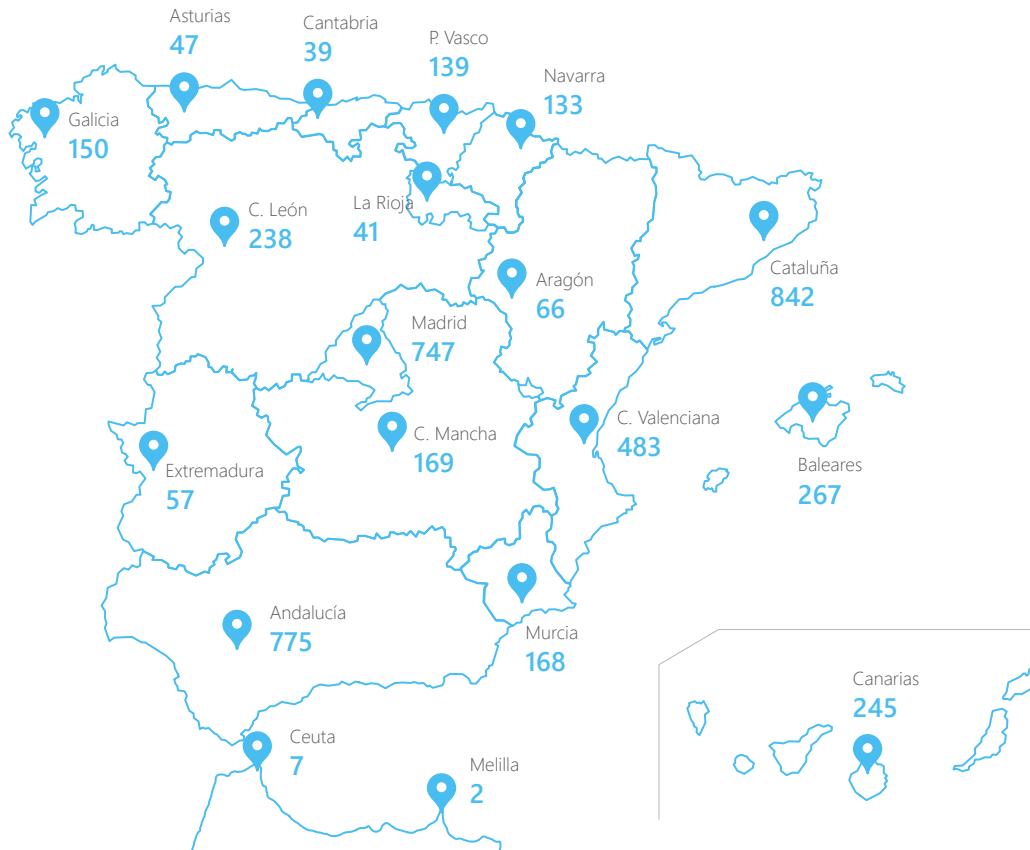 Asturias
47
Cantabria
39
P. Vasco
139
Navarra
133
Galicia
150
C. León
238
La Rioja
41
Aragón
66
Cataluña
842
Madrid
747
C. Mancha
169
C. Valenciana
483
Baleares
267
Extremadura
57
Andalucía
775
Murcia
168
Canarias
245
Ceuta
7
Melilla
2